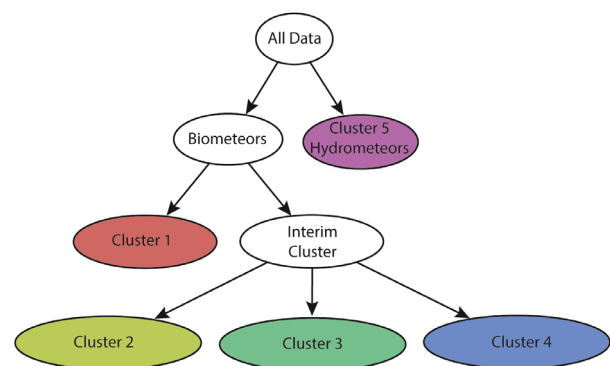 All Data
Biometeors
Cluster 5
Hydrometeors
Cluster 1
Interim
Cluster
Cluster 2
Cluster 3
Cluster 4